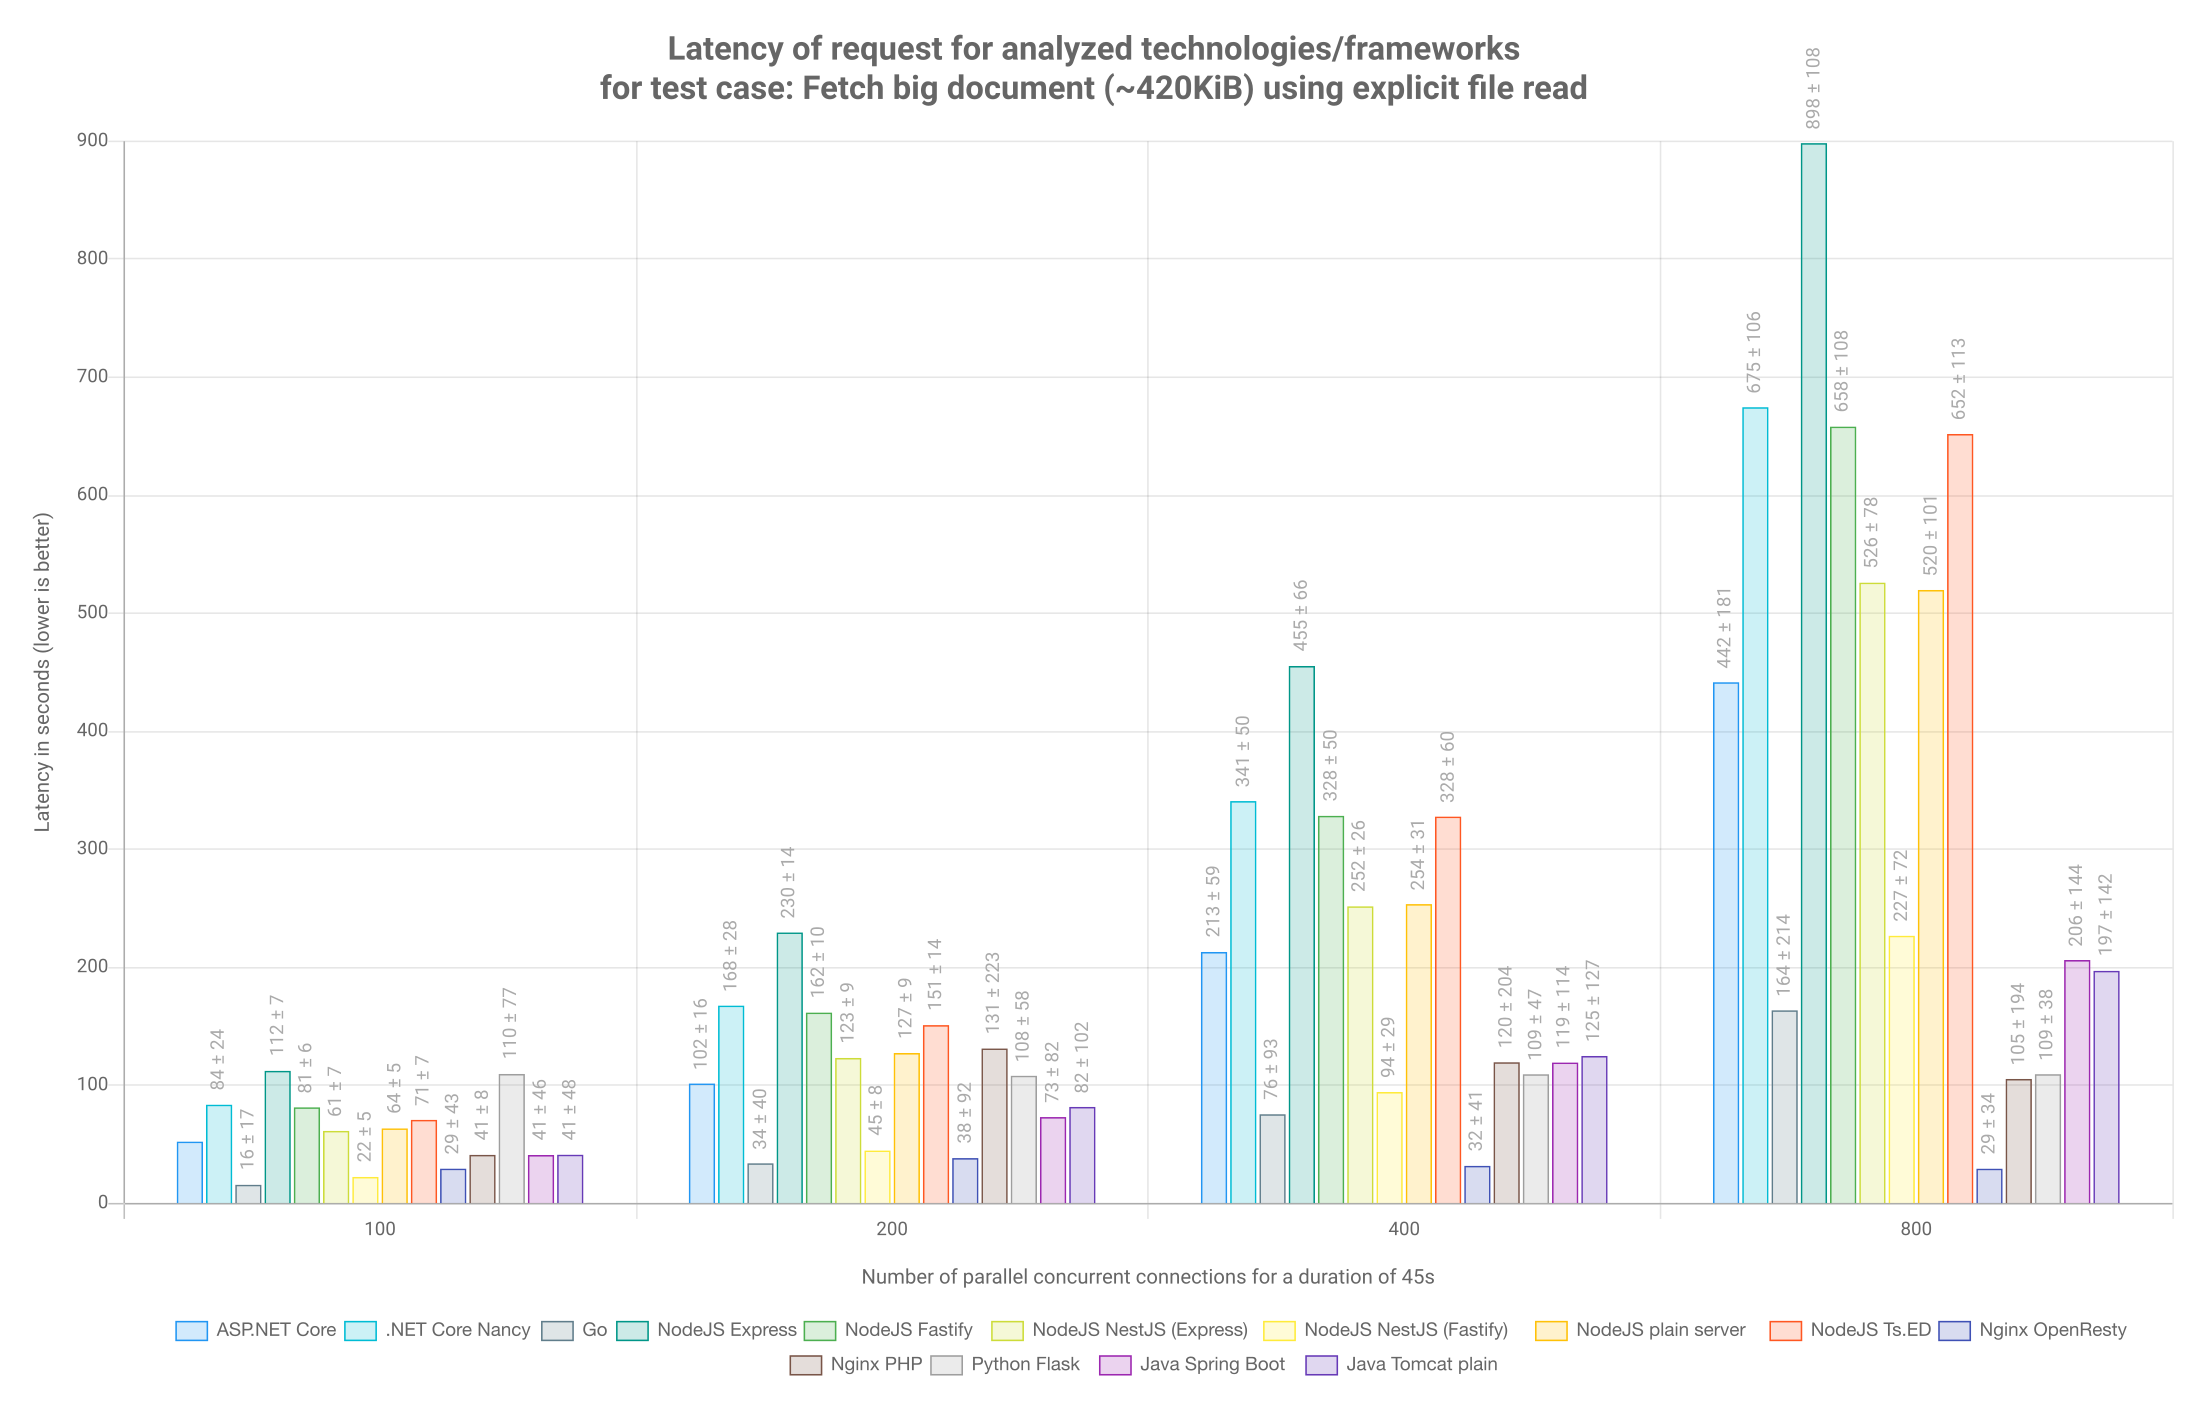 Latency of request for analyzed technologies/frameworks
for test case: Fetch big document (~420KiB) using explicit file read
Latency in seconds (lower is better)
900
800
700
600
500
400
300
200
100
0
84 ± 24
16 ± 17
112 ± 7
81 ± 6
61 ± 7
22 ± 5
64 ± 5
71 ± 7
29 ± 43
41 ± 8
110 ± 77
41 ± 46
41 ± 48
102 ± 16
168 ± 28
34 ± 40
230 ± 14
162 ± 10
123 ± 9
45 ± 8
127 ± 9
151 ± 14
38 ± 92
131 ± 223
108 ± 58
73 ± 82
82 ± 102
213 ± 59
341 ± 50
76 ± 93
455 ± 66
328 ± 50
252 ± 26
94 ± 29
254 ± 31
328 ± 60
32 ± 41
120 ± 204
109 ± 47
119 ± 114
125 ± 127
442 ± 181
675 ± 106
164 ± 214
898 ± 108
658 ± 108
526 ± 78
227 ± 72
520 ± 101
652 ± 113
29 ± 34
105 ± 194
109 ± 38
206 ± 144
197 ± 142
100 200 400 800
Number of parallel concurrent connections for a duration of 45s
ASP.NET Core .NET Core Nancy Go NodeJS Express NodeJS Fastify NodeJS NestJS (Express) NodeJS NestJS (Fastify) NodeJS plain server NodeJS Ts.ED Nginx OpenResty
Nginx PHP Python Flask Java Spring Boot Java Tomcat plain